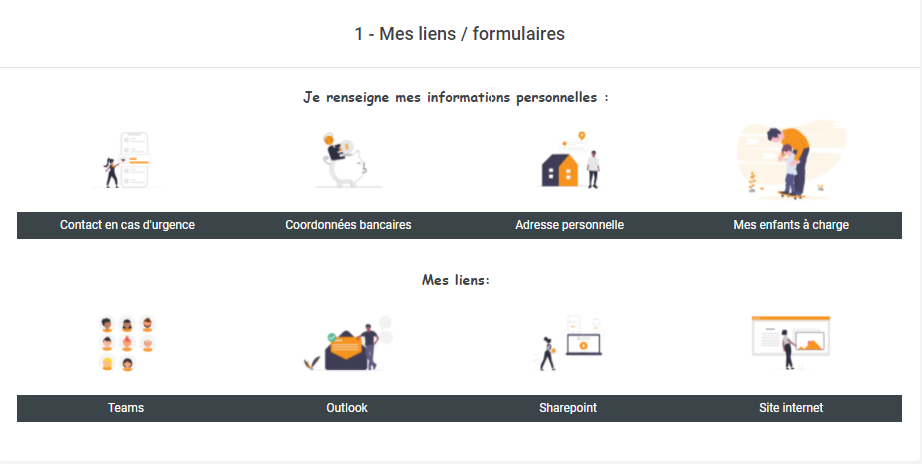 1 - Mes liens / formulaires
Je renseigne mes informations personnelles :
Contact en cas d'urgence
Coordonnées bancaires
Adresse personnelle
Mes enfants à charge
Mes liens:
Teams
Outlook
Sharepoint
Site internet